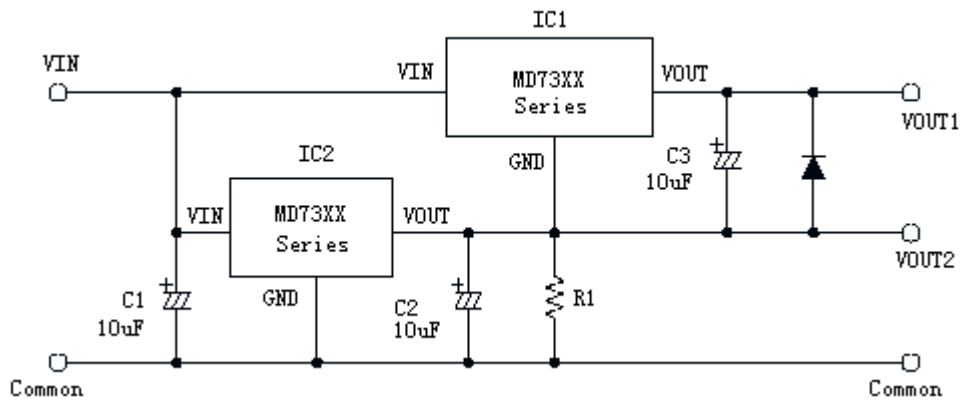 IC1
VIN
VIN
MD73XX
Series
VOUT
VOUT1
GND
C3
10uF
IC2
VIN
MD73XX
Series
VOUT
VOUT2
GND
C1
10uF
C2
10uF
R1
Common
Common